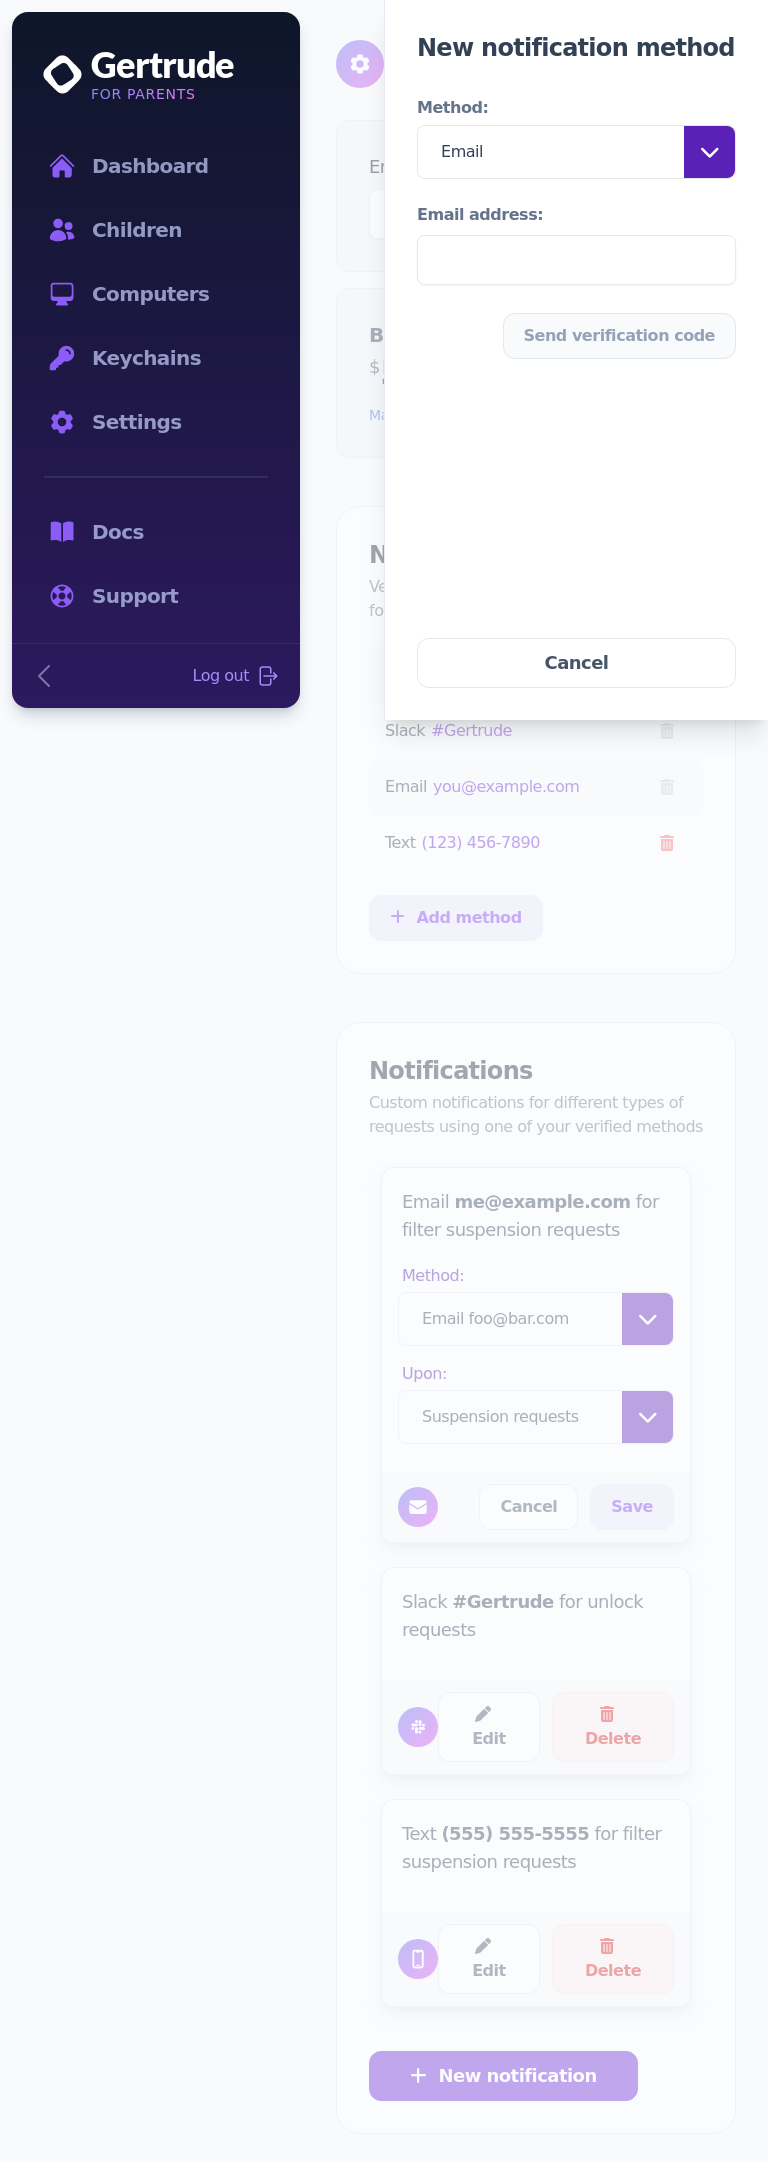 Gertrude
FOR PARENTS
Dashboard
Children
Computers
Keychains
Settings
Docs
Support
Log out
New notification method
Method:
Email
Email address:
Send verification code
Cancel
$
Slack #Gertrude
Email you@example.com
Text (123) 456-7890
+ Add method
Notifications
Custom notifications for different types of
requests using one of your verified methods
Email me@example.com for
filter suspension requests
Method:
Email foo@bar.com
Upon:
Suspension requests
Cancel
Save
Slack #Gertrude for unlock
requests
Edit
Delete
Text (555) 555-5555 for filter
suspension requests
Edit
Delete
+ New notification